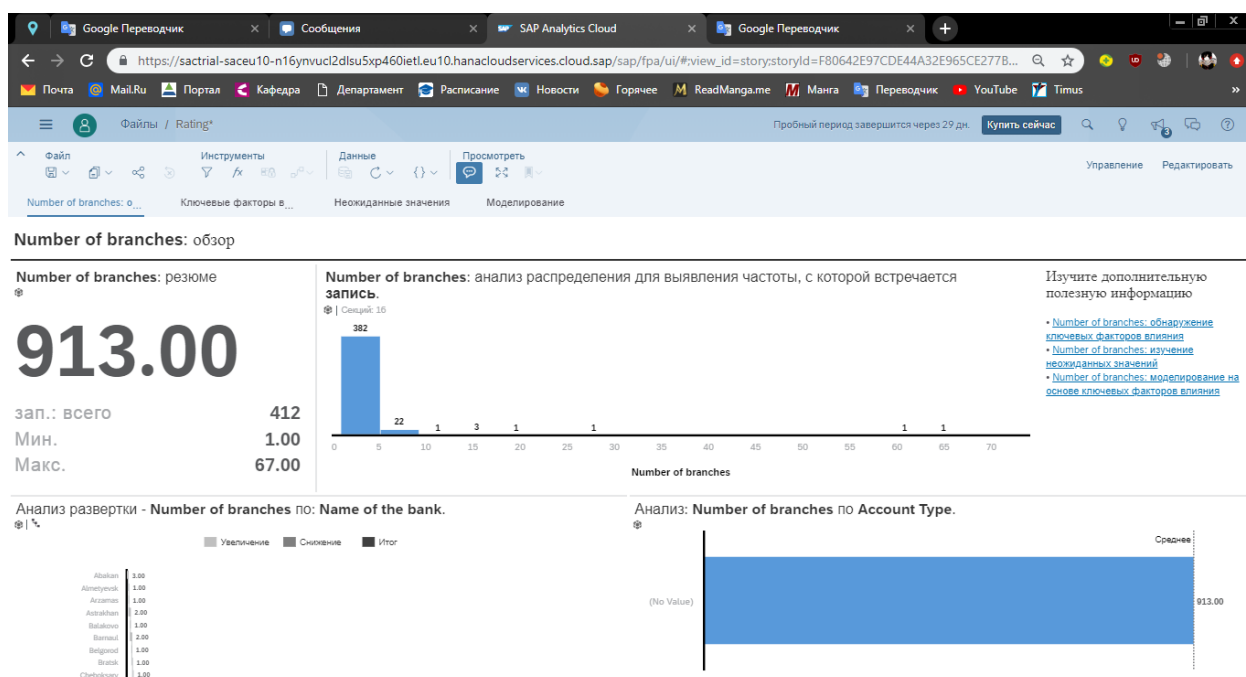 Google Переводчик
Сообщения
SAP Analytics Cloud
Google Переводчик
https://sactrial-saceu10-n16ynvucl2dlsu5xp460ietl.eu10.hanacloudservices.cloud.sap/sap/fpa/ui/#;view_id=story;storyId=F80642E97CDE44A32E965CE277B...
Почта Mail.Ru Портал Кафедра Департамент Расписание Новости Горячее ReadManga.me Манга Переводчик YouTube Timus »
Файлы / Rating*
Пробный период завершится через 29 дн. Купить сейчас
3
Файл Инструменты Данные Просмотреть
Управление Редактировать
Number of branches: о... Ключевые факторы в... Неожиданные значения Моделирование
Number of branches: обзор
Number of branches: резюме
913.00
зап.: всего 412
Мин. 1.00
Макс. 67.00
Number of branches: анализ распределения для выявления частоты, с которой встречается
запись.
Секций: 16
382
22 1 3 1 1 1 1
0 5 10 15 20 25 30 35 40 45 50 55 60 65 70
Number of branches
Изучите дополнительную
полезную информацию
• Number of branches: обнаружение
ключевых факторов влияния
• Number of branches: изучение
неожиданных значений
• Number of branches: моделирование на
основе ключевых факторов влияния
Анализ развертки - Number of branches по: Name of the bank.
Увеличение Снижение Итог
Abakan 3.00
Almetyevsk 1.00
Arzamas 1.00
Astrakhan 2.00
Balakovo 1.00
Barnaul 2.00
Belgorod 1.00
Bratsk 1.00
Cheboksary 1.00
Анализ: Number of branches по Account Type.
Среднее
(No Value) 913.00